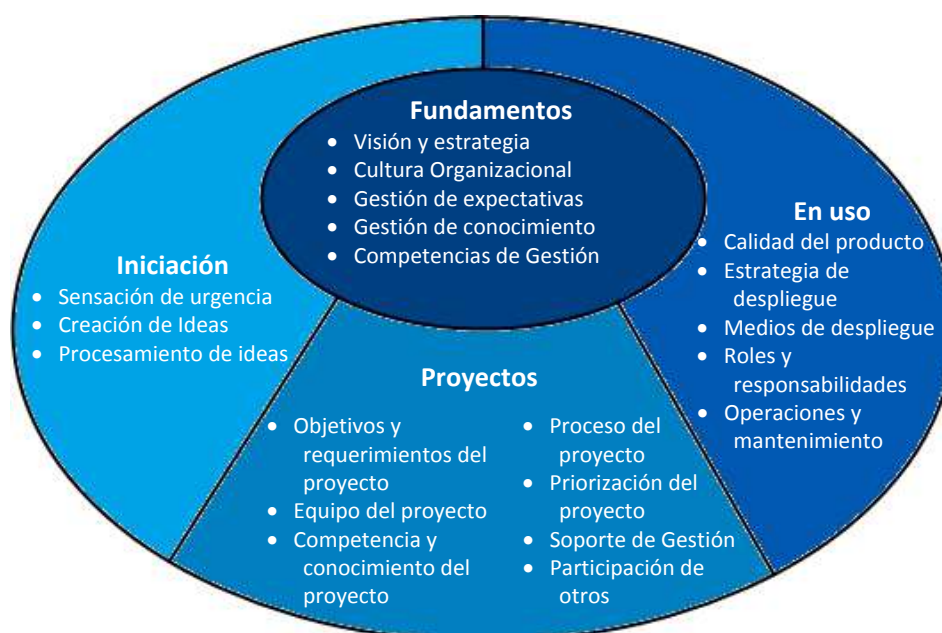 Fundamentos
• Visión y estrategia
• Cultura Organizacional
• Gestión de expectativas
• Gestión de conocimiento
• Competencias de Gestión
Iniciación
• Sensación de urgencia
• Creación de Ideas
• Procesamiento de ideas
Proyectos
• Objetivos y
requerimientos del
proyecto
• Equipo del proyecto
• Competencia y
conocimiento del
proyecto
• Proceso del
proyecto
• Priorización del
proyecto
• Soporte de Gestión
• Participación de
otros
En uso
• Calidad del producto
• Estrategia de
despliegue
• Medios de despliegue
• Roles y
responsabilidades
• Operaciones y
mantenimiento